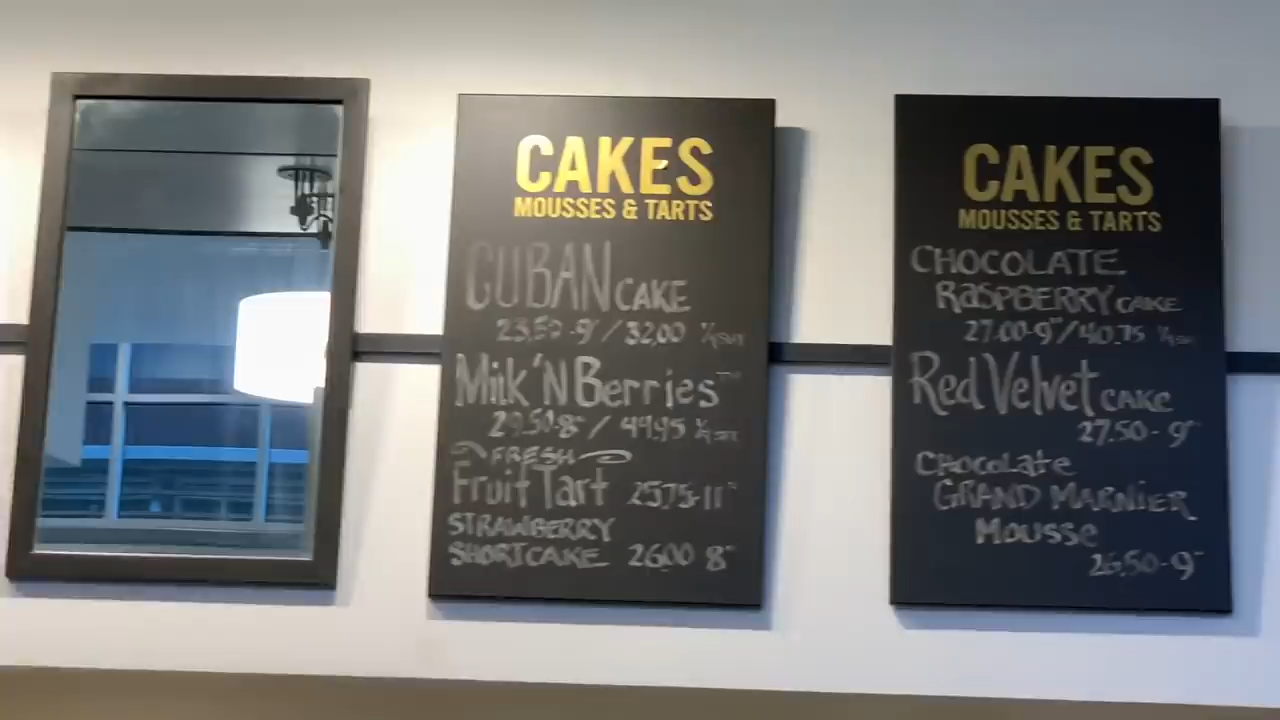 CAKES
MOUSSES & TARTS
CUBAN CAKE
23.50-9" / 32.00
Milk 'N Berries™
29.50-8" / 44.95
FRESH
Fruit Tart 25.75-11"
STRAWBERRY
SHORTCAKE 26.00 8"
CAKES
MOUSSES & TARTS
CHOCOLATE
RASPBERRY CAKE
27.00-9" / 40.75
Red Velvet CAKE
27.50-9"
Chocolate
GRAND MARNIER
Mousse
26.50-9"